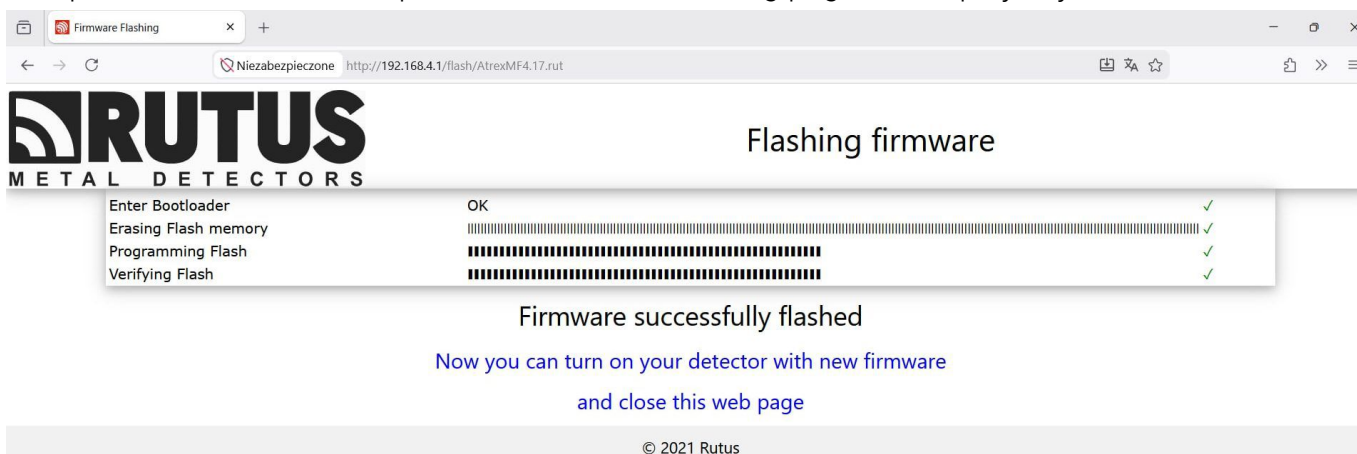 Firmware Flashing
Niezabezpieczone http://192.168.4.1/flash/AtrexMF4.17.rut
RUTUS
METAL DETECTORS
Flashing firmware
Enter Bootloader OK ✓
Erasing Flash memory ✓
Programming Flash ✓
Verifying Flash ✓
Firmware successfully flashed
Now you can turn on your detector with new firmware
and close this web page
© 2021 Rutus